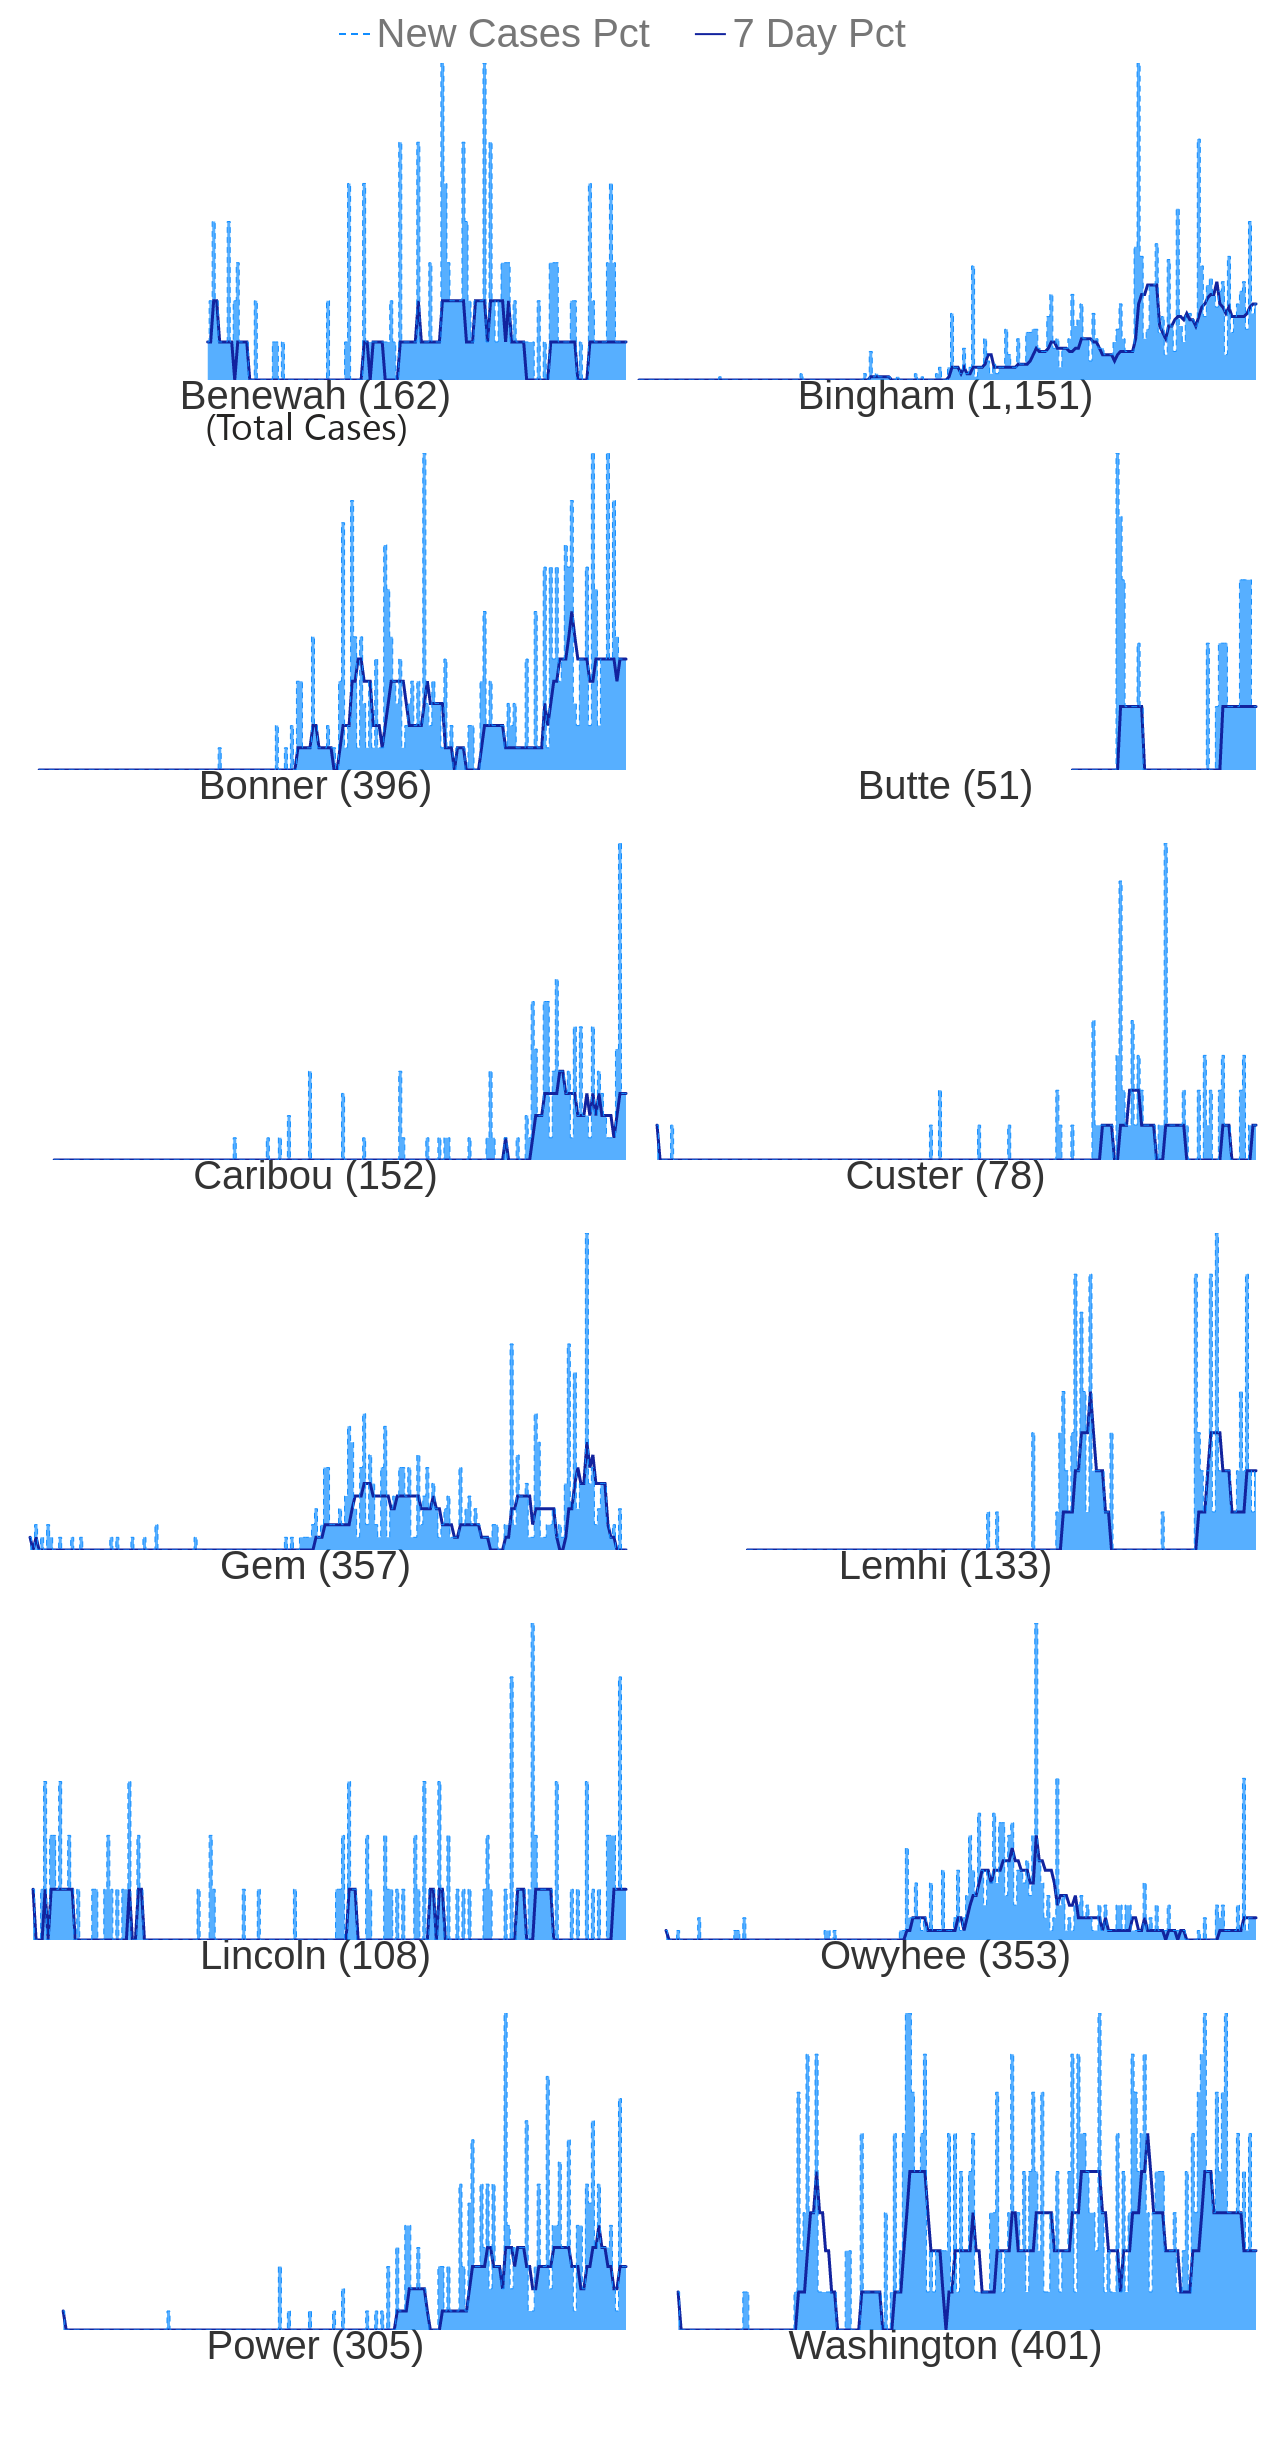 New Cases Pct 7 Day Pct
Benewah (162) Bingham (1,151)
(Total Cases)
Bonner (396) Butte (51)
Caribou (152) Custer (78)
Gem (357) Lemhi (133)
Lincoln (108) Owyhee (353)
Power (305) Washington (401)